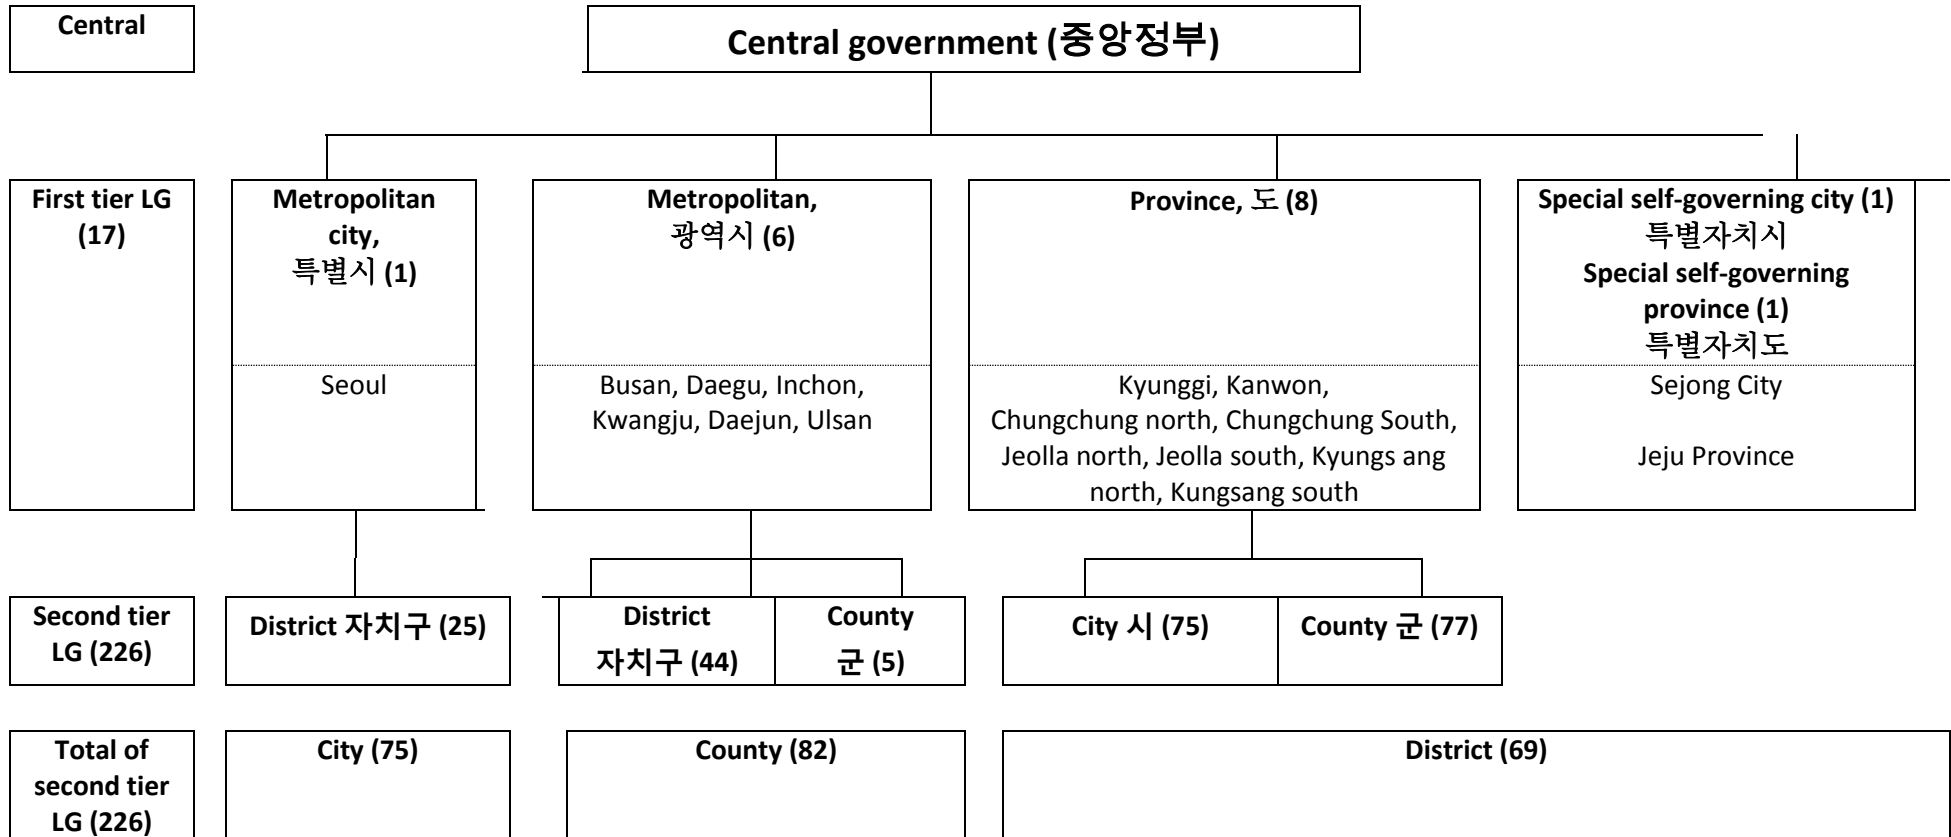 Central
Central government (중앙정부)
First tier LG
(17)
Metropolitan
city,
특별시 (1)
Metropolitan,
광역시 (6)
Province, 도 (8)
Special self-governing city (1)
특별자치시
Special self-governing
province (1)
특별자치도
Seoul
Busan, Daegu, Inchon,
Kwangju, Daejun, Ulsan
Kyunggi, Kanwon,
Chungchung north, Chungchung South,
Jeolla north, Jeolla south, Kyungs ang
north, Kungsang south
Sejong City
Jeju Province
Second tier
LG (226)
District 자치구 (25)
District
자치구 (44)
County
군 (5)
City 시 (75)
County 군 (77)
Total of
second tier
LG (226)
City (75)
County (82)
District (69)